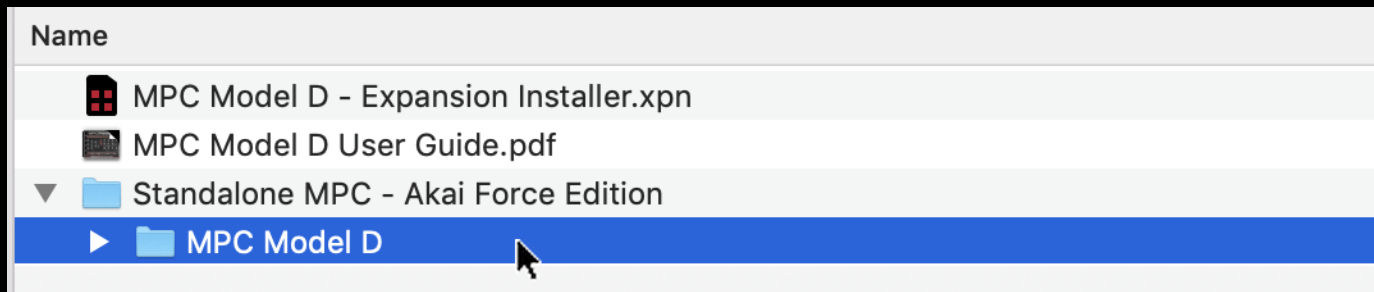 Name
MPC Model D - Expansion Installer.xpn
MPC Model D User Guide.pdf
Standalone MPC - Akai Force Edition
MPC Model D